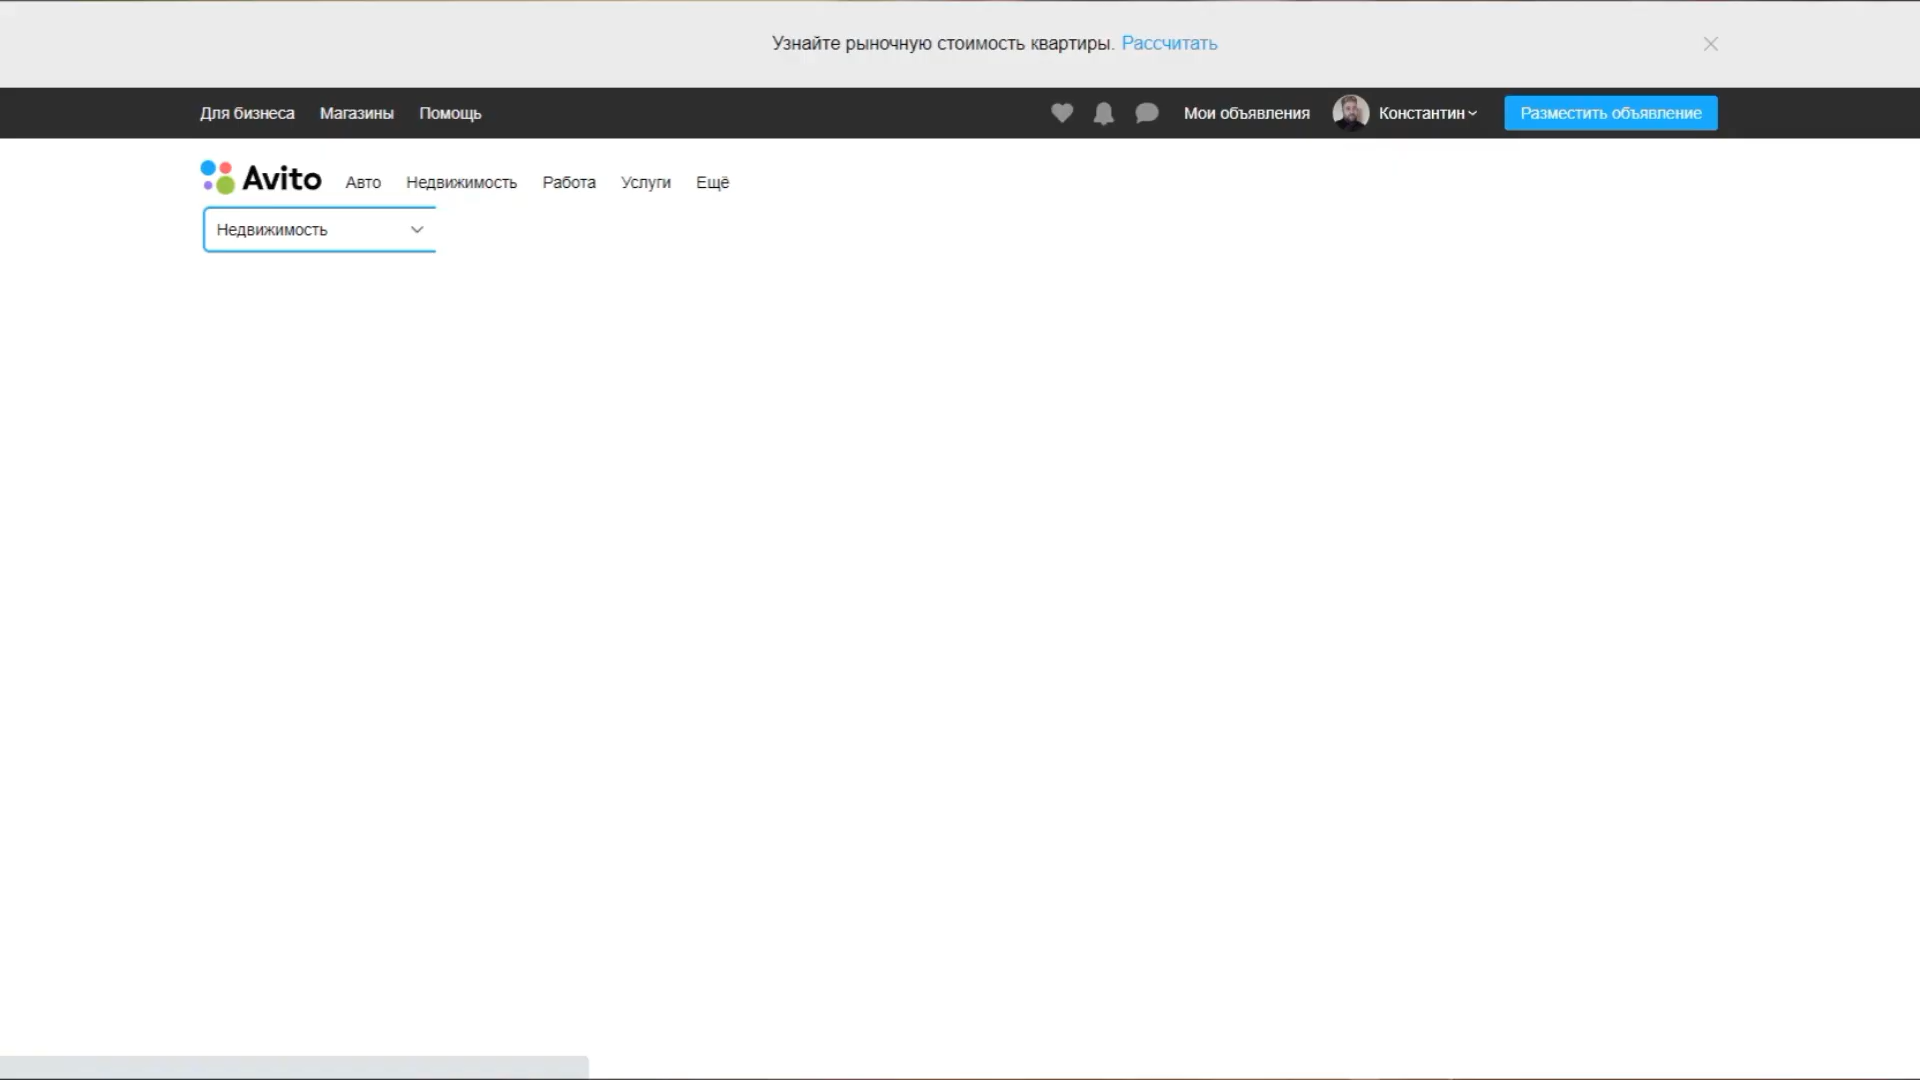 Узнайте рыночную стоимость квартиры. Рассчитать
Для бизнеса Магазины Помощь Мои объявления Константин Разместить объявление
Avito Авто Недвижимость Работа Услуги Ещё
Недвижимость